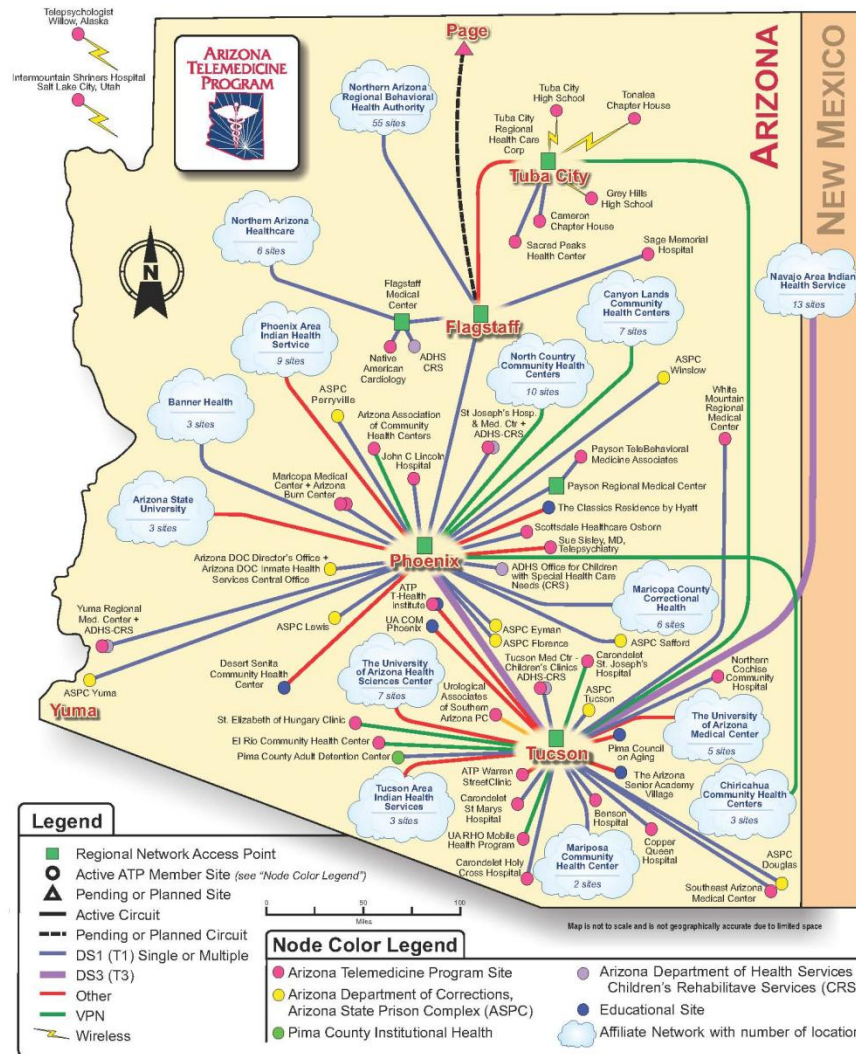 Telepsychologist
Willow, Alaska
Intermountain Shriners Hospital
Salt Lake City, Utah
ARIZONA
TELEMEDICINE
PROGRAM
Page
Northern Arizona
Regional Behavioral
Health Authority
55 sites
Tuba City
High School
Tonalea
Chapter House
Tuba City
Regional
Health Care
Corp
Tuba City
ARIZONA
NEW MEXICO
Grey Hills
High School
Cameron
Chapter House
Sacred Peaks
Health Center
Sage Memorial
Hospital
Northern Arizona
Healthcare
6 sites
N
Navajo Area Indian
Health Service
13 sites
Flagstaff
Medical
Center
Flagstaff
Canyon Lands
Community
Health Centers
7 sites
Phoenix Area
Indian Health
Sertvice
9 sites
Native
American
Cardiology
ADHS
CRS
North Country
Community Health
Centers
10 sites
ASPC
Winslow
White
Mountain
Regional
Medical
Center
Banner Health
3 sites
ASPC
Perryville
Arizona Association
of Community
Health Centers
St Joseph's Hosp.
& Med. Ctr +
ADHS-CRS
John C Lincoln
Hospital
Payson TeleBehavioral
Medicine Associates
Maricopa Medical
Center + Arizona
Burn Center
Payson Regional Medical Center
The Classics Residence by Hyatt
Arizona State
University
3 sites
Scottsdale Healthcare Osborn
Sue Sisley, MD,
Telepsychiatry
Phoenix
Arizona DOC Director's Office +
Arizona DOC Inmate Health
Services Central Office
ADHS Office for Children
with Special Health Care
Needs (CRS)
ATP
T-Health
Institute
Maricopa County
Correctional
Health
6 sites
Yuma Regional
Med. Center +
ADHS-CRS
ASPC Lewis
UA COM
Phoenix
ASPC Eyman
ASPC Florence
ASPC Safford
ASPC Yuma
Yuma
Desert Senita
Community Health
Center
The University
of Arizona Health
Sciences Center
7 sites
Tucson Med Ctr -
Children's Clinics
ADHS-CRS
Carondelet
St. Joseph's
Hospital
Northern
Cochise
Community
Hospital
Urological
Associates
of Southern
Arizona PC
ASPC
Tucson
St. Elizabeth of Hungary Clinic
El Rio Community Health Center
Pima County Adult Detention Center
Tucson
Pima Council
on Aging
The University
of Arizona
Medical Center
5 sites
Tucson Area
Indian Health
Services
3 sites
ATP Warren
StreetClinic
The Arizona
Senior Academy
Village
Chiricahua
Community Health
Centers
3 sites
Carondelet
St Marys
Hospital
Benson
Hospital
UA RHO Mobile
Health Program
Copper
Queen
Hospital
Mariposa
Community
Health Center
2 sites
Carondelet Holy
Cross Hospital
ASPC
Douglas
Southeast Arizona
Medical Center
Legend
Regional Network Access Point
Active ATP Member Site (see "Node Color Legend")
Pending or Planned Site
Active Circuit
Pending or Planned Circuit
DS1 (T1) Single or Multiple
DS3 (T3)
Other
VPN
Wireless
0 100
Miles
Map is not to scale and is not geographically accurate due to limited space
Node Color Legend
Arizona Telemedicine Program Site
Arizona Department of Corrections,
Arizona State Prison Complex (ASPC)
Pima County Institutional Health
Arizona Department of Health Services
Children's Rehabilitave Services (CRS
Educational Site
Affiliate Network with number of location